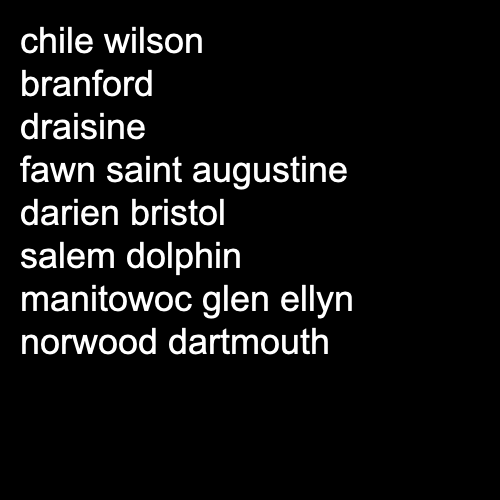 chile wilson
branford
draisine
fawn saint augustine
darien bristol
salem dolphin
manitowoc glen ellyn
norwood dartmouth